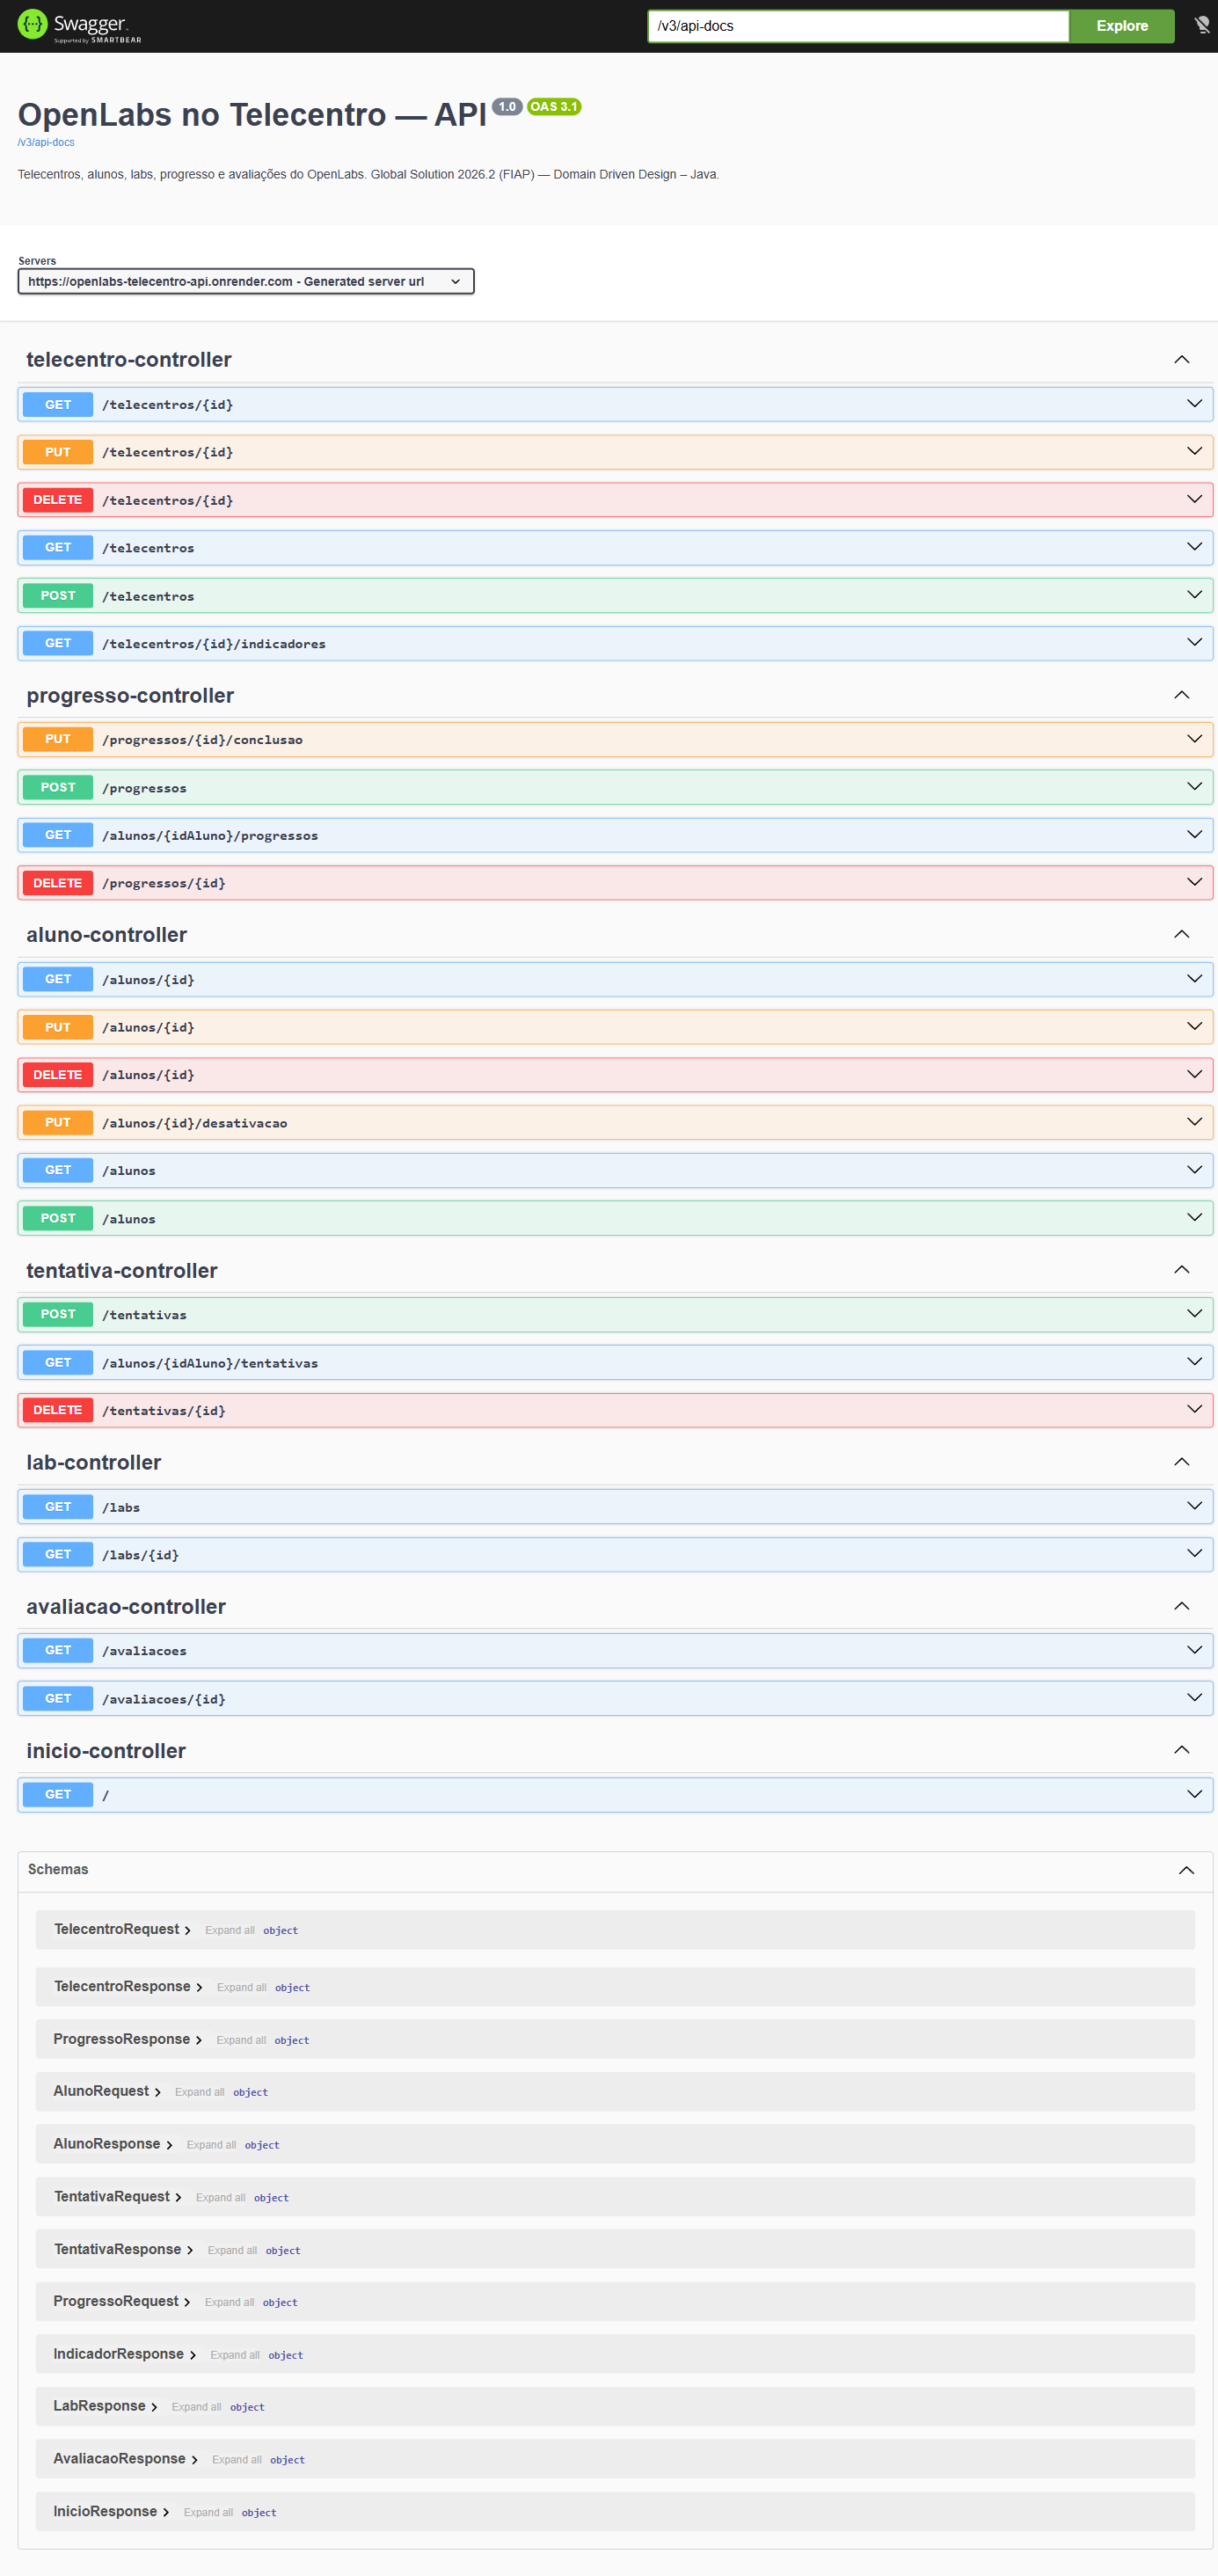 Swagger.
Supported by SMARTBEAR
/v3/api-docs
Explore
OpenLabs no Telecentro — API 1.0 OAS 3.1
/v3/api-docs
Telecentros, alunos, labs, progresso e avaliações do OpenLabs. Global Solution 2026.2 (FIAP) — Domain Driven Design – Java.
Servers
https://openlabs-telecentro-api.onrender.com - Generated server url
telecentro-controller
GET /telecentros/{id}
PUT /telecentros/{id}
DELETE /telecentros/{id}
GET /telecentros
POST /telecentros
GET /telecentros/{id}/indicadores
progresso-controller
PUT /progressos/{id}/conclusao
POST /progressos
GET /alunos/{idAluno}/progressos
DELETE /progressos/{id}
aluno-controller
GET /alunos/{id}
PUT /alunos/{id}
DELETE /alunos/{id}
PUT /alunos/{id}/desativacao
GET /alunos
POST /alunos
tentativa-controller
POST /tentativas
GET /alunos/{idAluno}/tentativas
DELETE /tentativas/{id}
lab-controller
GET /labs
GET /labs/{id}
avaliacao-controller
GET /avaliacoes
GET /avaliacoes/{id}
inicio-controller
GET /
Schemas
TelecentroRequest Expand all object
TelecentroResponse Expand all object
ProgressoResponse Expand all object
AlunoRequest Expand all object
AlunoResponse Expand all object
TentativaRequest Expand all object
TentativaResponse Expand all object
ProgressoRequest Expand all object
IndicadorResponse Expand all object
LabResponse Expand all object
AvaliacaoResponse Expand all object
InicioResponse Expand all object